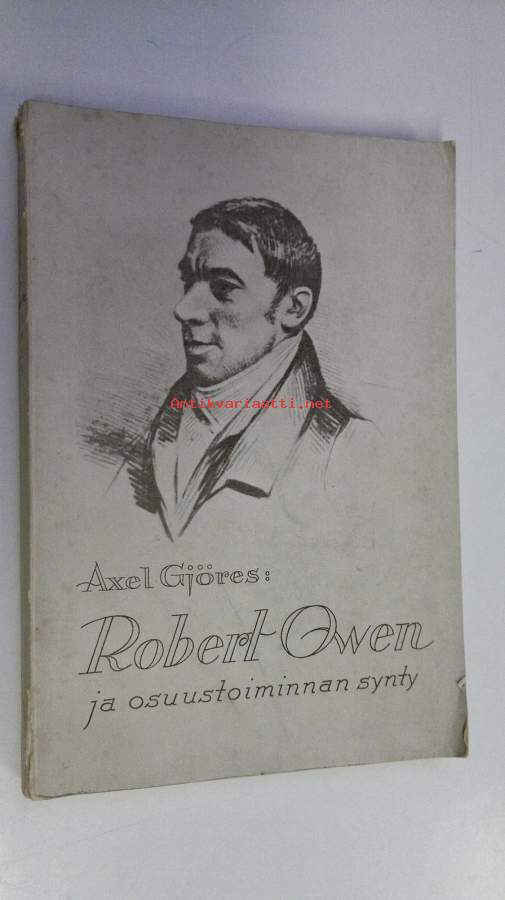 Antikvariaatti.net
Axel Gjöres:
Robert Owen
ja osuustoiminnan synty